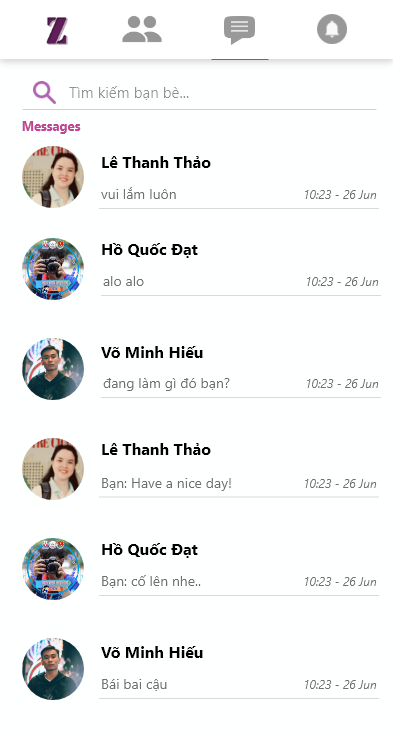 Z
Tìm kiếm bạn bè...
Messages
Lê Thanh Thảo
vui lắm luôn 10:23 - 26 Jun
Hồ Quốc Đạt
alo alo 10:23 - 26 Jun
Võ Minh Hiếu
đang làm gì đó bạn? 10:23 - 26 Jun
Lê Thanh Thảo
Bạn: Have a nice day! 10:23 - 26 Jun
Hồ Quốc Đạt
Bạn: cố lên nhe.. 10:23 - 26 Jun
Võ Minh Hiếu
Bái bai cậu 10:23 - 26 Jun